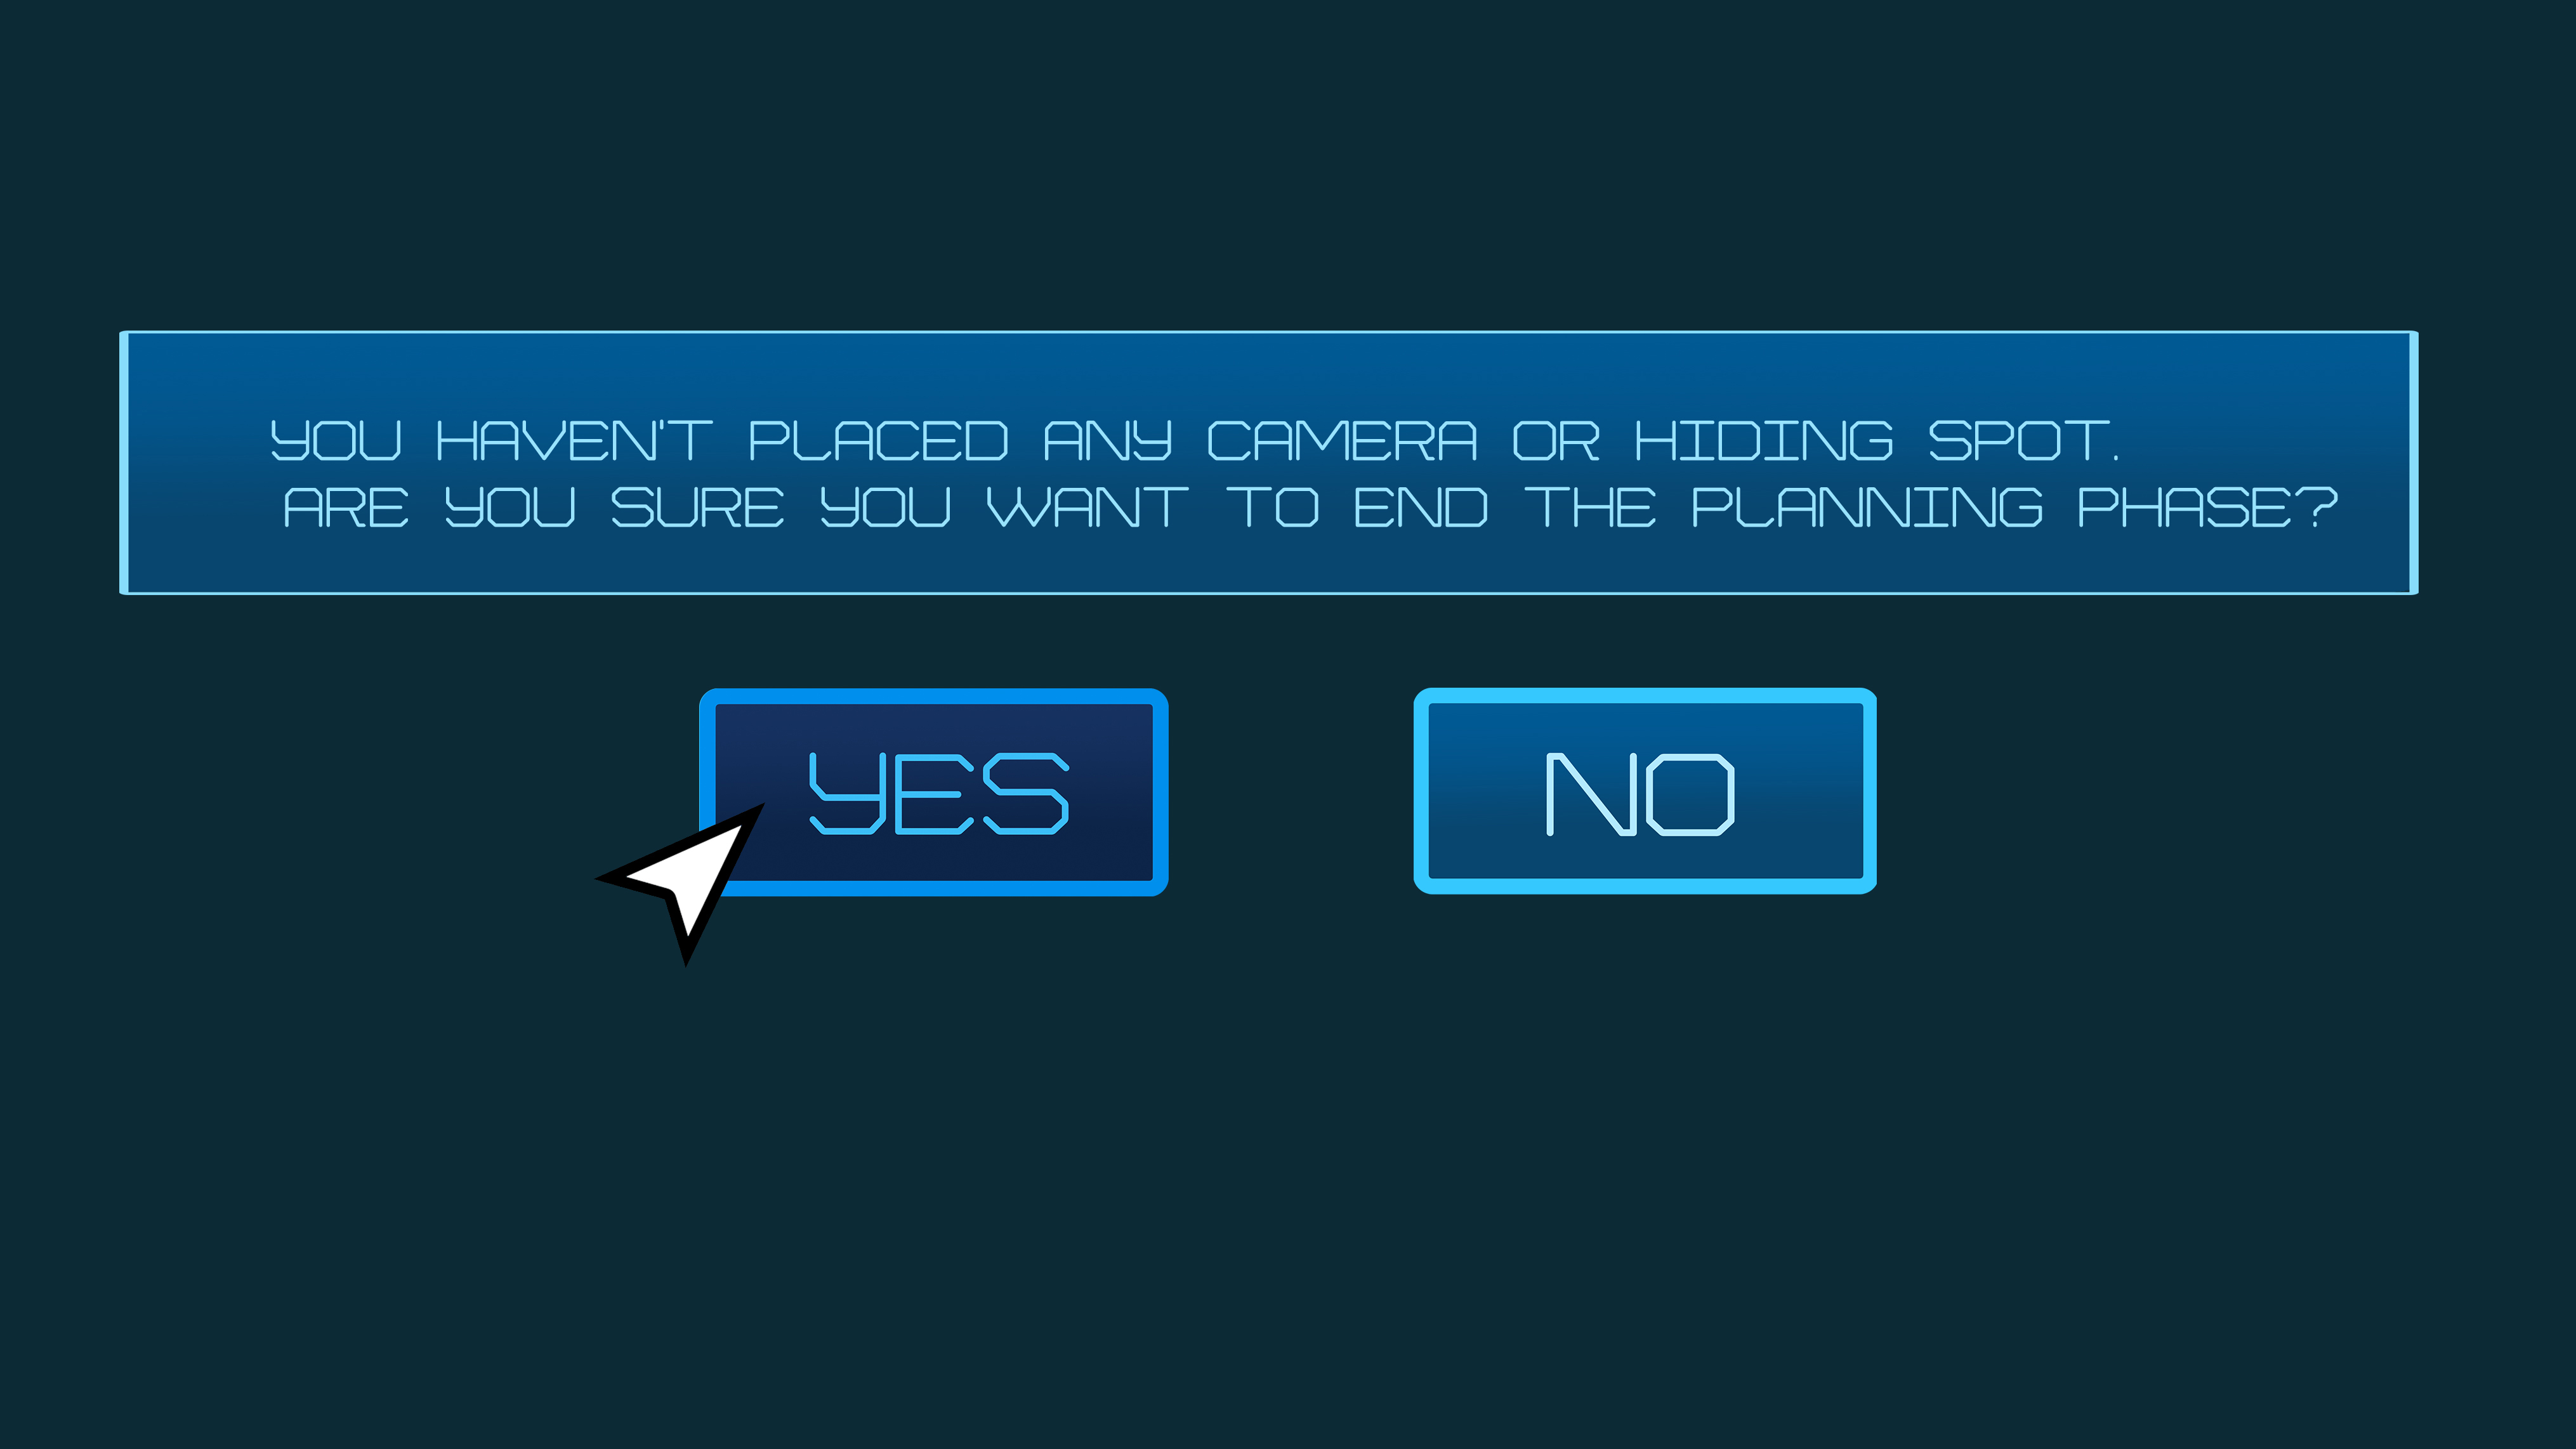 YOU HAVEN'T PLACED ANY CAMERA OR HIDING SPOT.
ARE YOU SURE YOU WANT TO END THE PLANNING PHASE?
YES
NO